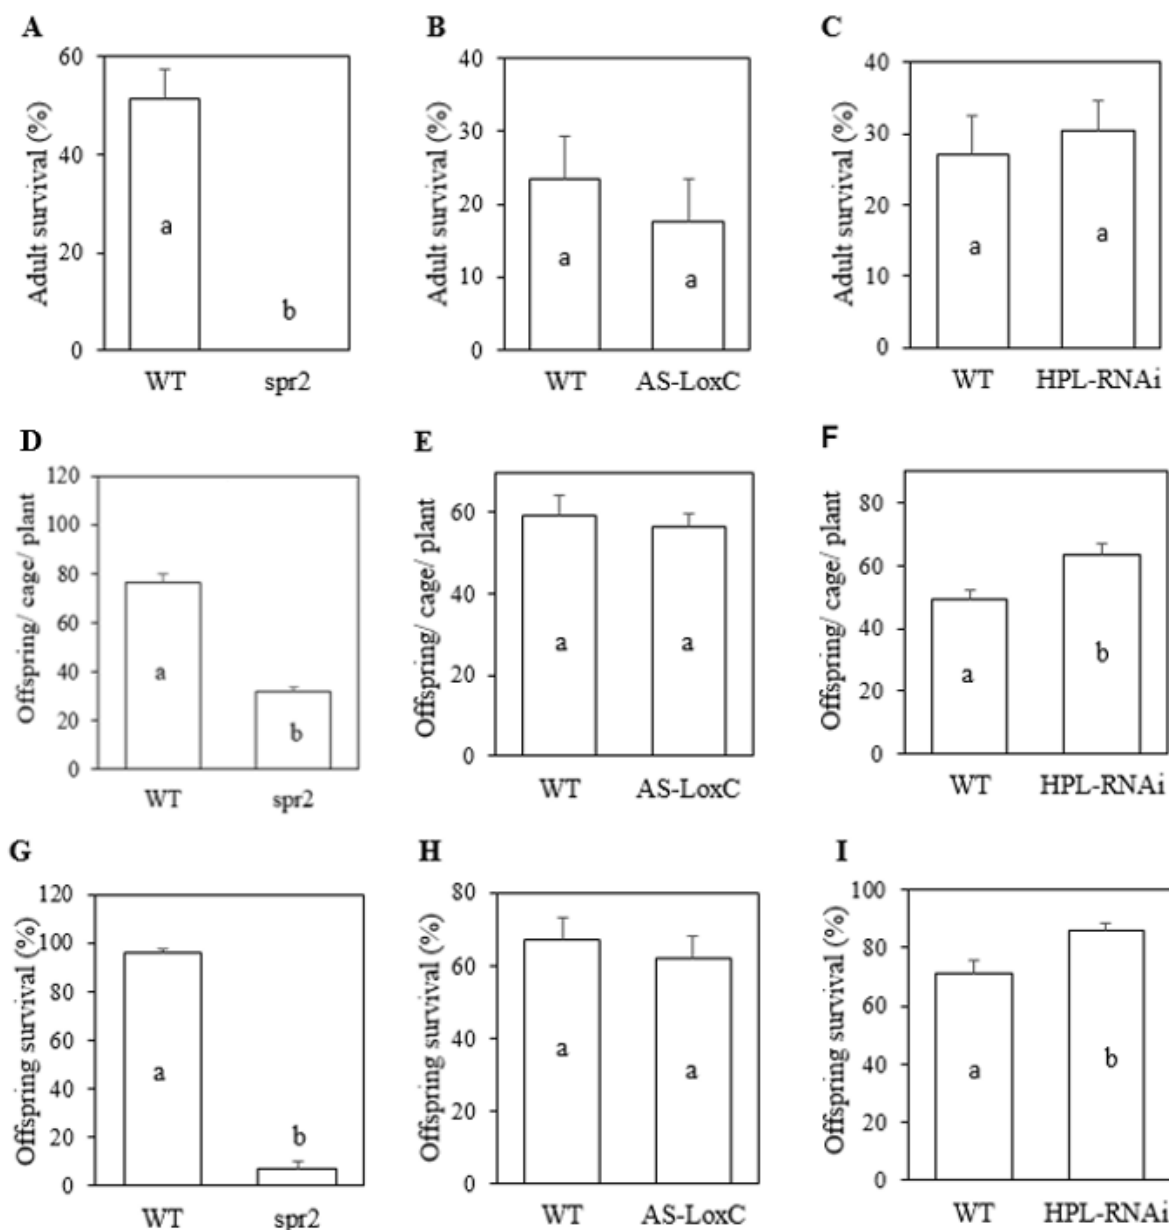 A
Adult survival (%)
60
40
20
0
a
b
WT spr2
B
Adult survival (%)
40
30
20
10
0
a
a
WT AS-LoxC
C
Adult survival (%)
40
30
20
10
0
a
a
WT HPL-RNAi
D
Offspring/ cage/ plant
120
100
80
60
40
20
0
a
b
WT spr2
E
Offspring/ cage/ plant
60
40
20
0
a
a
WT AS-LoxC
F
Offspring/ cage/ plant
80
60
40
20
0
a
b
WT HPL-RNAi
G
Offspring survival (%)
120
100
80
60
40
20
0
a
b
WT spr2
H
Offspring survival (%)
80
60
40
20
0
a
a
WT AS-LoxC
I
Offspring survival (%)
100
80
60
40
20
0
a
b
WT HPL-RNAi